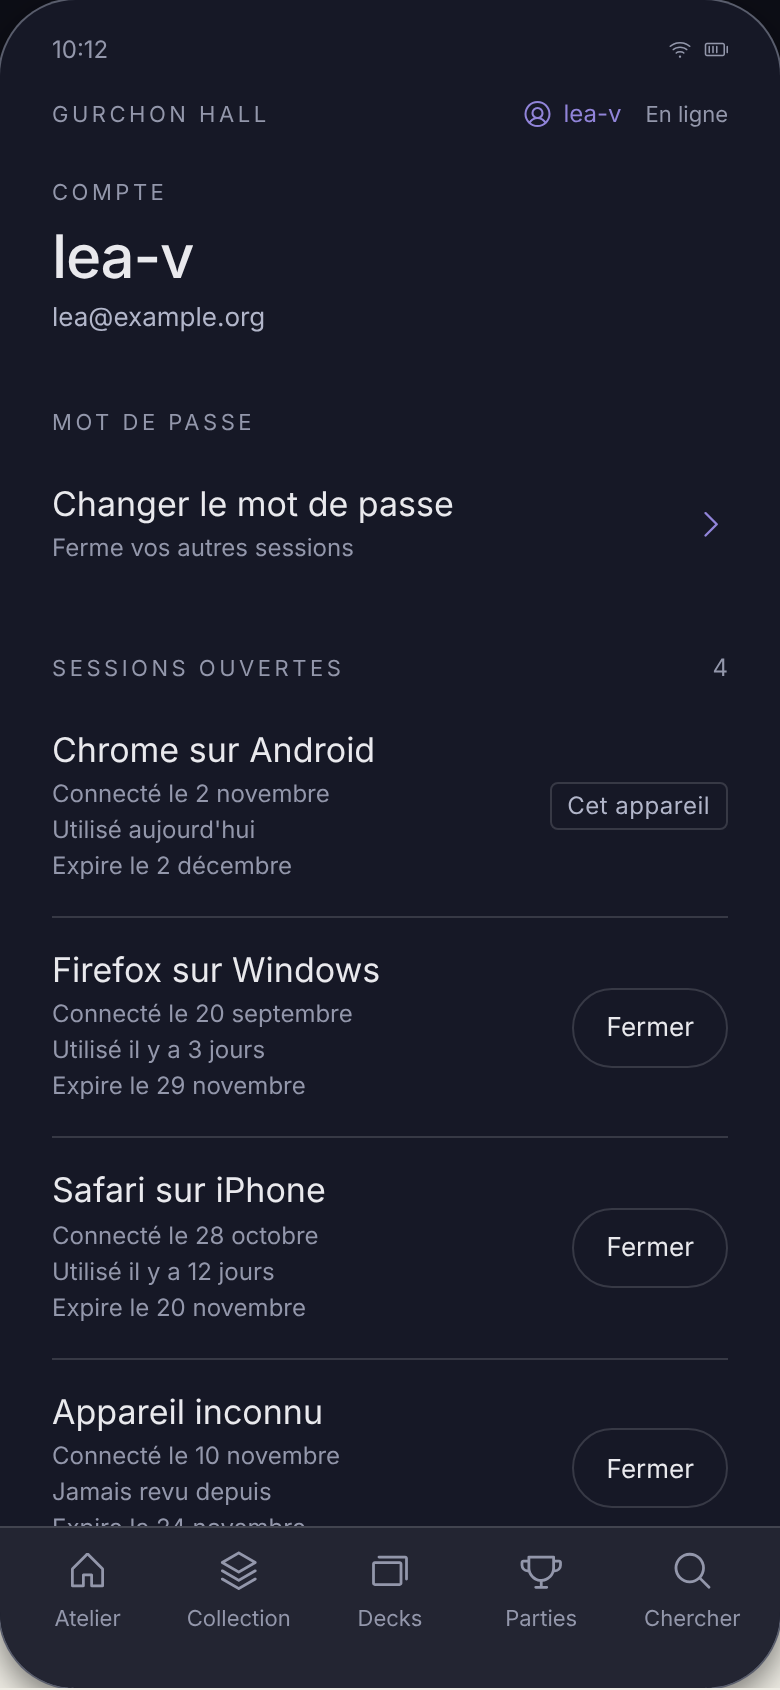 10:12
GURCHON HALL
lea-v
En ligne
COMPTE
lea-v
lea@example.org
MOT DE PASSE
Changer le mot de passe
Ferme vos autres sessions
SESSIONS OUVERTES
4
Chrome sur Android
Connecté le 2 novembre
Utilisé aujourd'hui
Expire le 2 décembre
Cet appareil
Firefox sur Windows
Connecté le 20 septembre
Utilisé il y a 3 jours
Expire le 29 novembre
Fermer
Safari sur iPhone
Connecté le 28 octobre
Utilisé il y a 12 jours
Expire le 20 novembre
Fermer
Appareil inconnu
Connecté le 10 novembre
Jamais revu depuis
Expire le 24 novembre
Fermer
Atelier
Collection
Decks
Parties
Chercher